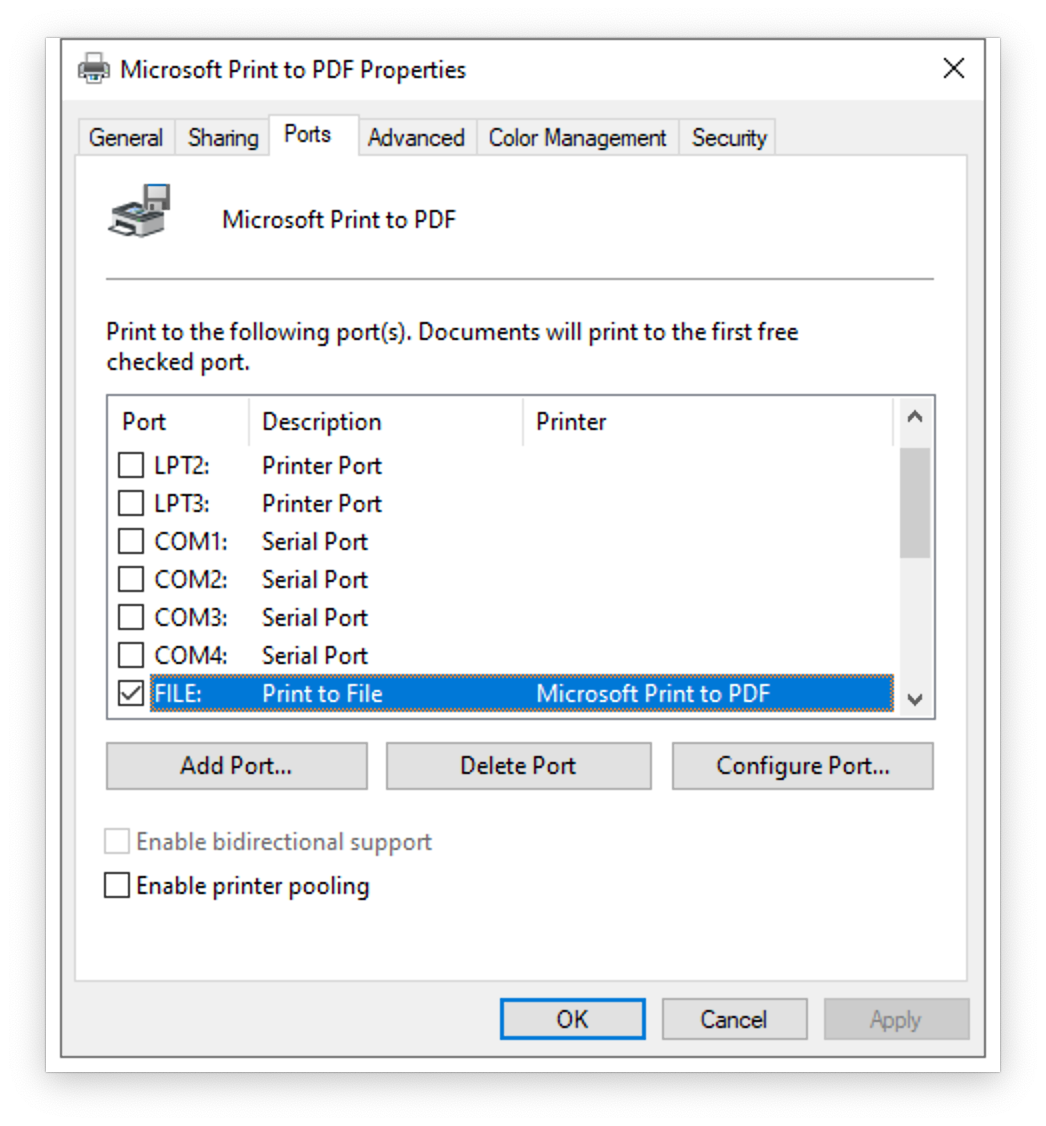 Microsoft Print to PDF Properties
General Sharing Ports Advanced Color Management Security
Microsoft Print to PDF
Print to the following port(s). Documents will print to the first free
checked port.
Port Description Printer
LPT2: Printer Port
LPT3: Printer Port
COM1: Serial Port
COM2: Serial Port
COM3: Serial Port
COM4: Serial Port
FILE: Print to File Microsoft Print to PDF
Add Port... Delete Port Configure Port...
Enable bidirectional support
Enable printer pooling
OK Cancel Apply